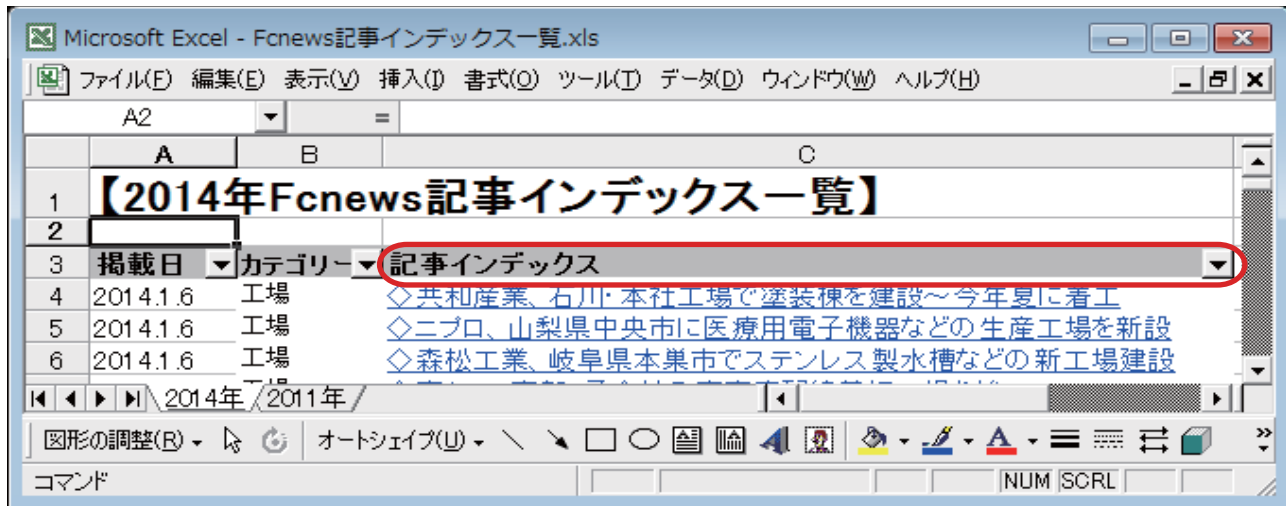 Microsoft Excel - Fcnews記事インデックス一覧.xls
ファイル(F) 編集(E) 表示(V) 挿入(I) 書式(O) ツール(T) データ(D) ウィンドウ(W) ヘルプ(H)
A2 =
A B C
1 【2014年Fcnews記事インデックス一覧】
2
3 掲載日 カテゴリー 記事インデックス
4 2014.1.6 工場 ◇共和産業、石川・本社工場で塗装棟を建設～今年夏に着工
5 2014.1.6 工場 ◇ニプロ、山梨県中央市に医療用電子機器などの生産工場を新設
6 2014.1.6 工場 ◇森松工業、岐阜県本巣市でステンレス製水槽などの新工場建設
2014年 2011年
図形の調整(R) オートシェイプ(U)
コマンド NUM SCRL